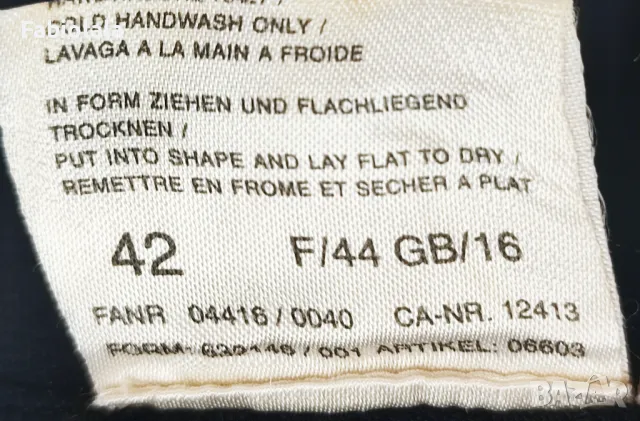 COLD HANDWASH ONLY /
LAVAGA A LA MAIN A FROIDE
IN FORM ZIEHEN UND FLACHLIEGEND
TROCKNEN /
PUT INTO SHAPE AND LAY FLAT TO DRY /
REMETTRE EN FROME ET SECHER A PLAT
42 F/44 GB/16
FANR 04416/0040 CA-NR. 12413
FORM: /001 ARTIKEL: 06603